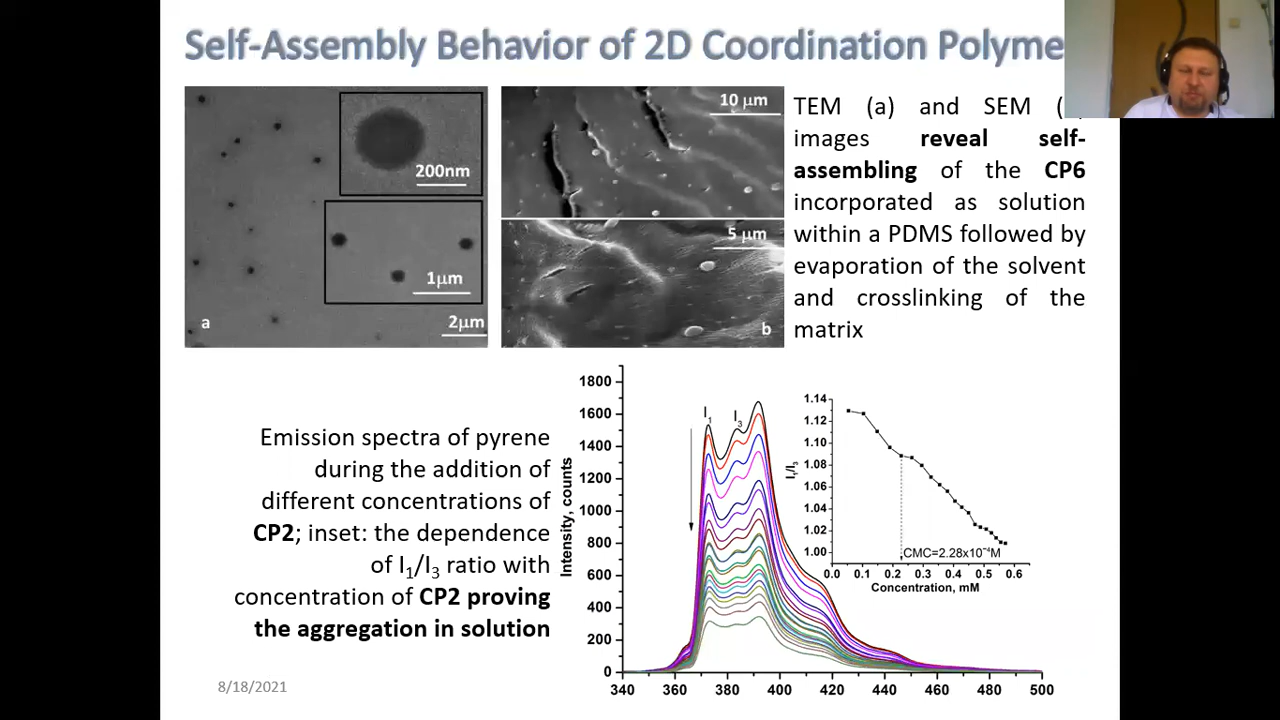 Self-Assembly Behavior of 2D Coordination Polyme
200nm
1μm
2μm
a
10 μm
5 μm
b
TEM (a) and SEM (
images reveal self-
assembling of the CP6
incorporated as solution
within a PDMS followed by
evaporation of the solvent
and crosslinking of the
matrix
Emission spectra of pyrene
during the addition of
different concentrations of
CP2; inset: the dependence
of I₁/I₃ ratio with
concentration of CP2 proving
the aggregation in solution
Intensity, counts
1800
1600
1400
1200
1000
800
600
400
200
0
340 360 380 400 420 440 460 480 500
I₁
I₃
I₁/I₃
1.14
1.12
1.10
1.08
1.06
1.04
1.02
1.00
CMC=2.28x10⁻⁴M
0.0 0.1 0.2 0.3 0.4 0.5 0.6
Concentration, mM
8/18/2021